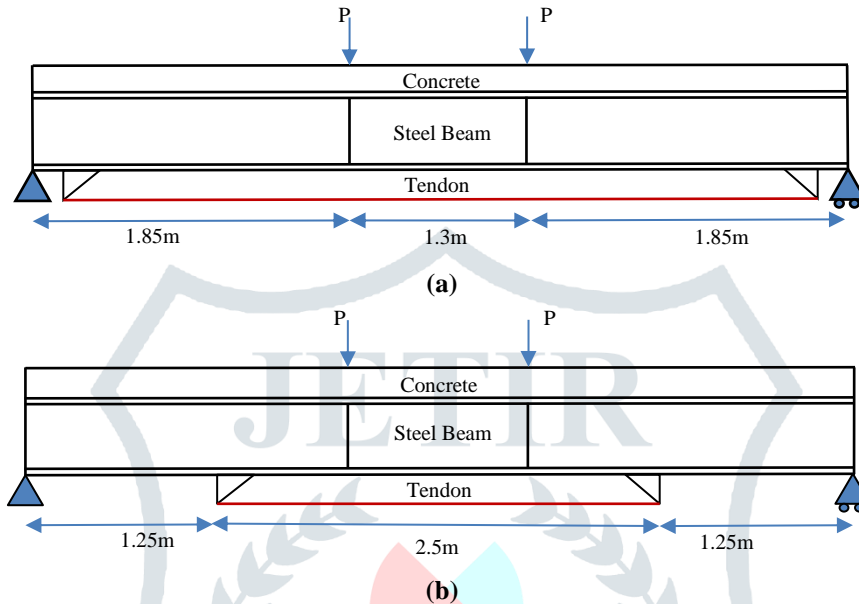 P P
Concrete
Steel Beam
Tendon
1.85m 1.3m 1.85m
(a)
P P
JETIR
Concrete
Steel Beam
Tendon
1.25m 2.5m 1.25m
(b)